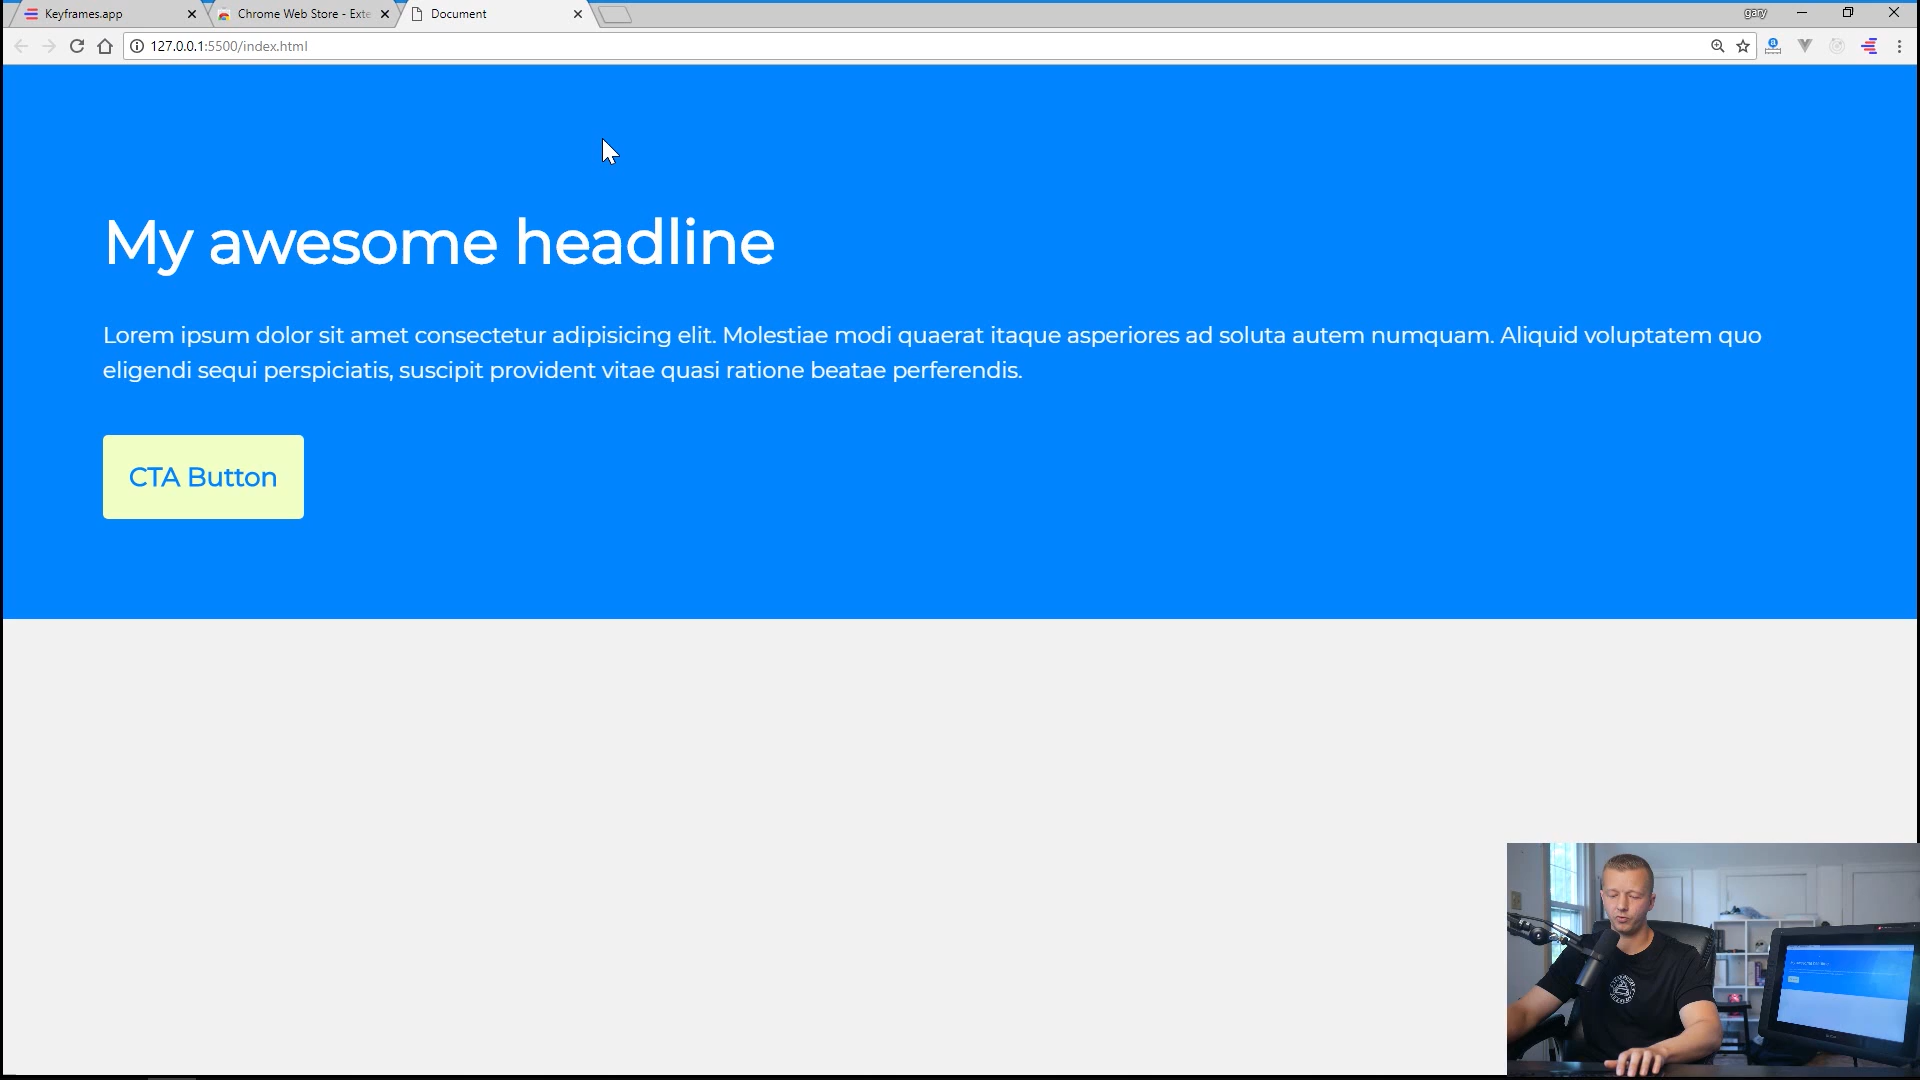 Keyframes.app
Chrome Web Store - Exte
Document
gary
127.0.0.1:5500/index.html
My awesome headline
Lorem ipsum dolor sit amet consectetur adipisicing elit. Molestiae modi quaerat itaque asperiores ad soluta autem numquam. Aliquid voluptatem quo
eligendi sequi perspiciatis, suscipit provident vitae quasi ratione beatae perferendis.
CTA Button